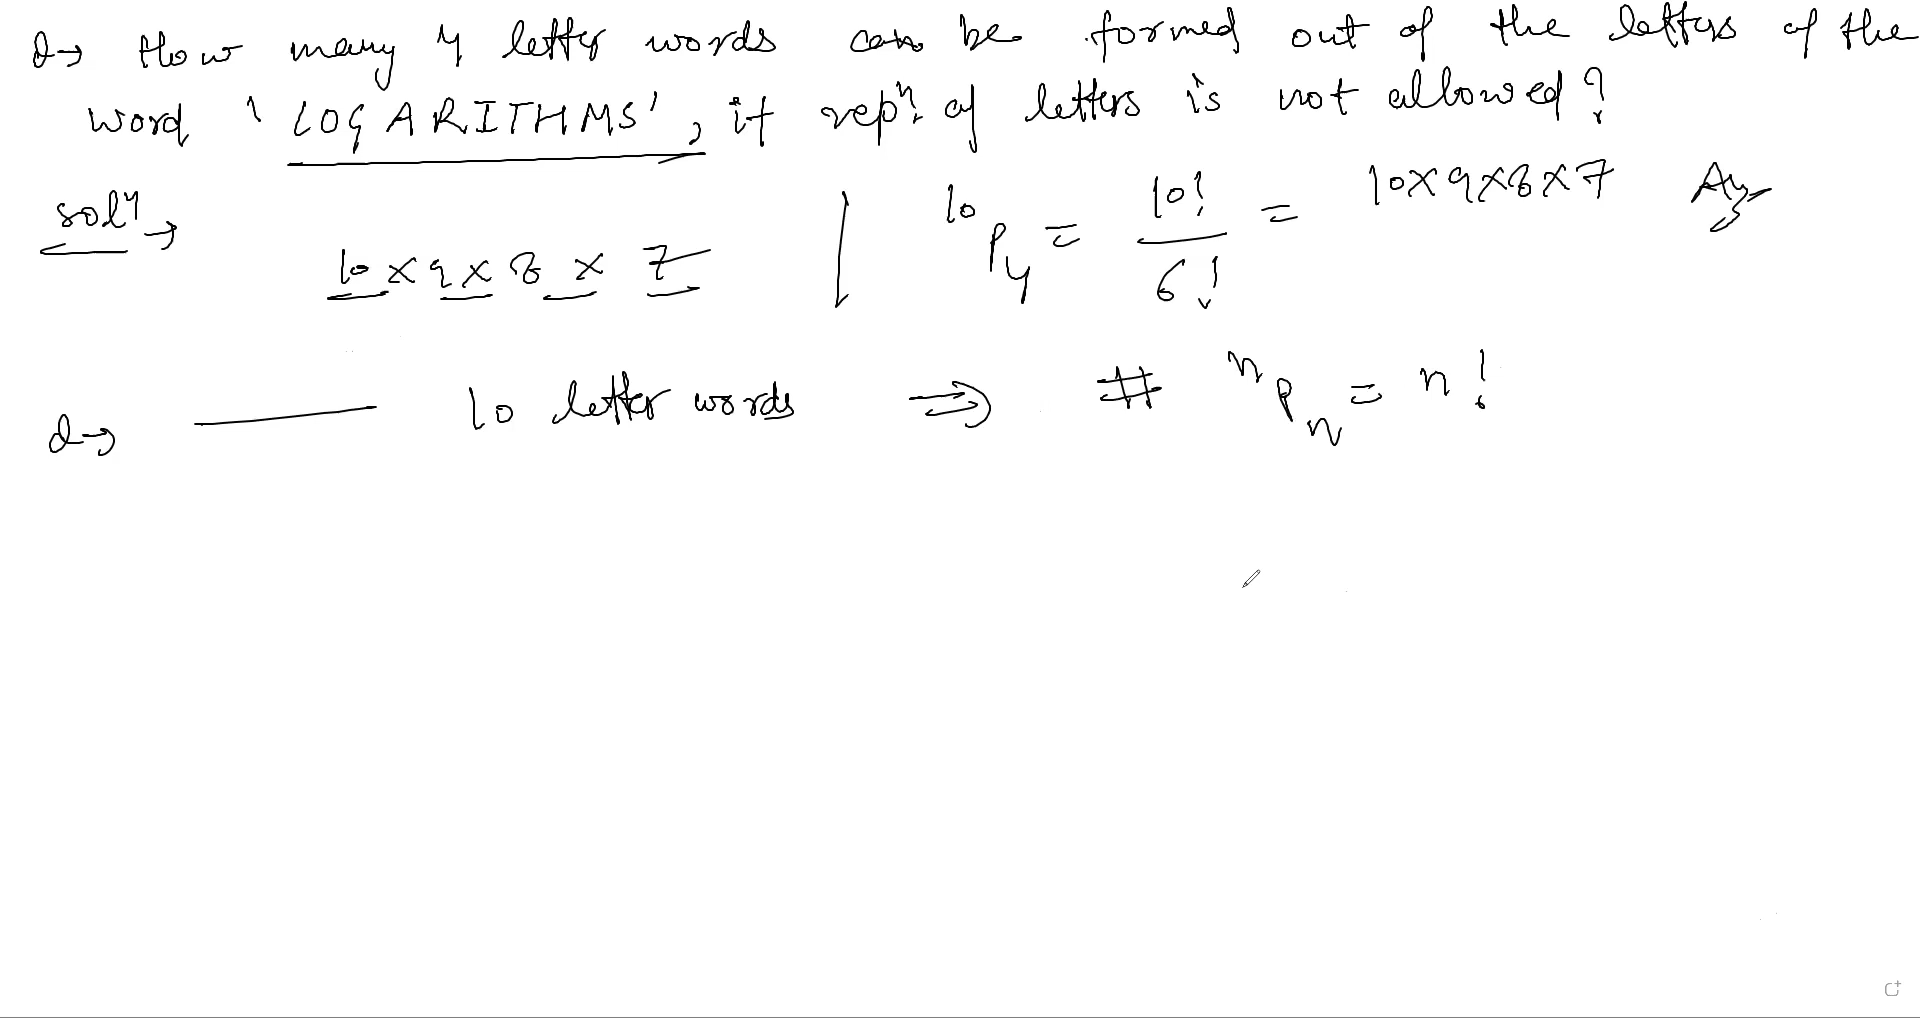 Q→ How many 4 letter words can be formed out of the letters of the
word 'LOGARITHMS', if repⁿ. of letters is not allowed?
solⁿ →
10 × 9 × 8 × 7 | ¹⁰P₄ = 10!/6! = 10×9×8×7 Ans
Q→ ——— 10 letter words ⇒ # ⁿPₙ = n!